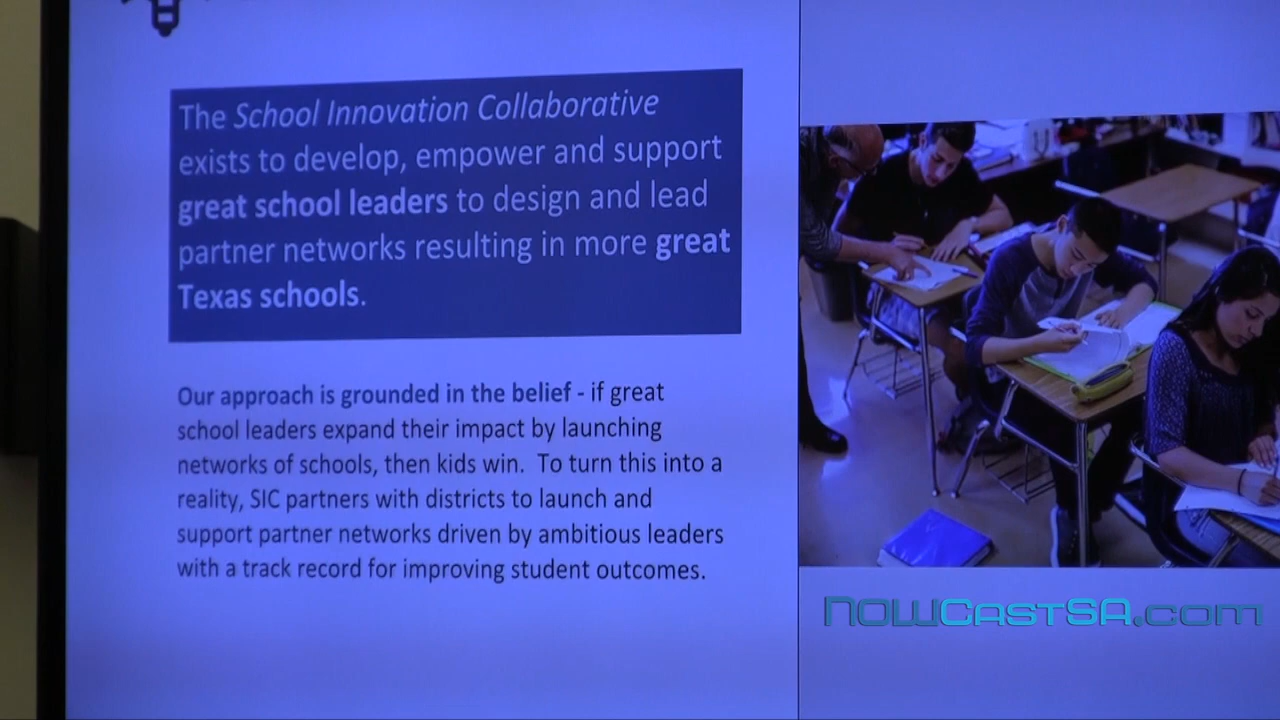 The School Innovation Collaborative
exists to develop, empower and support
great school leaders to design and lead
partner networks resulting in more great
Texas schools.
Our approach is grounded in the belief - if great
school leaders expand their impact by launching
networks of schools, then kids win. To turn this into a
reality, SIC partners with districts to launch and
support partner networks driven by ambitious leaders
with a track record for improving student outcomes.
NOWCastSA.com